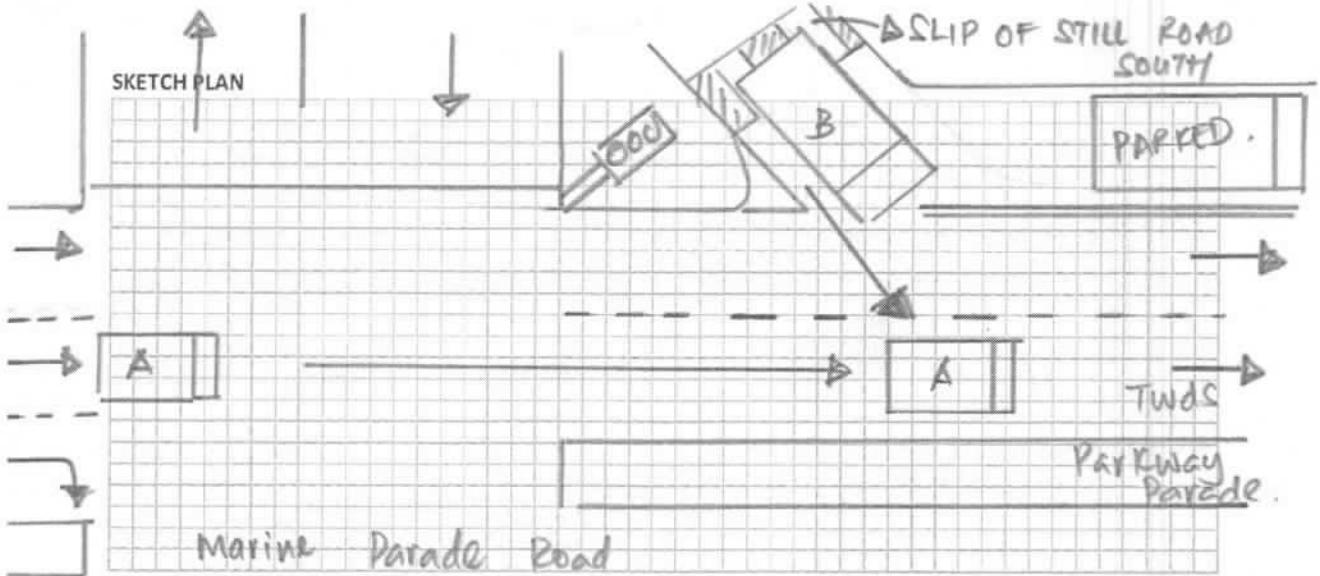 SLIP OF STILL ROAD
SOUTH
SKETCH PLAN
B
PARKED.
A
A
Twds
Parkway
Parade.
Marine Parade Road